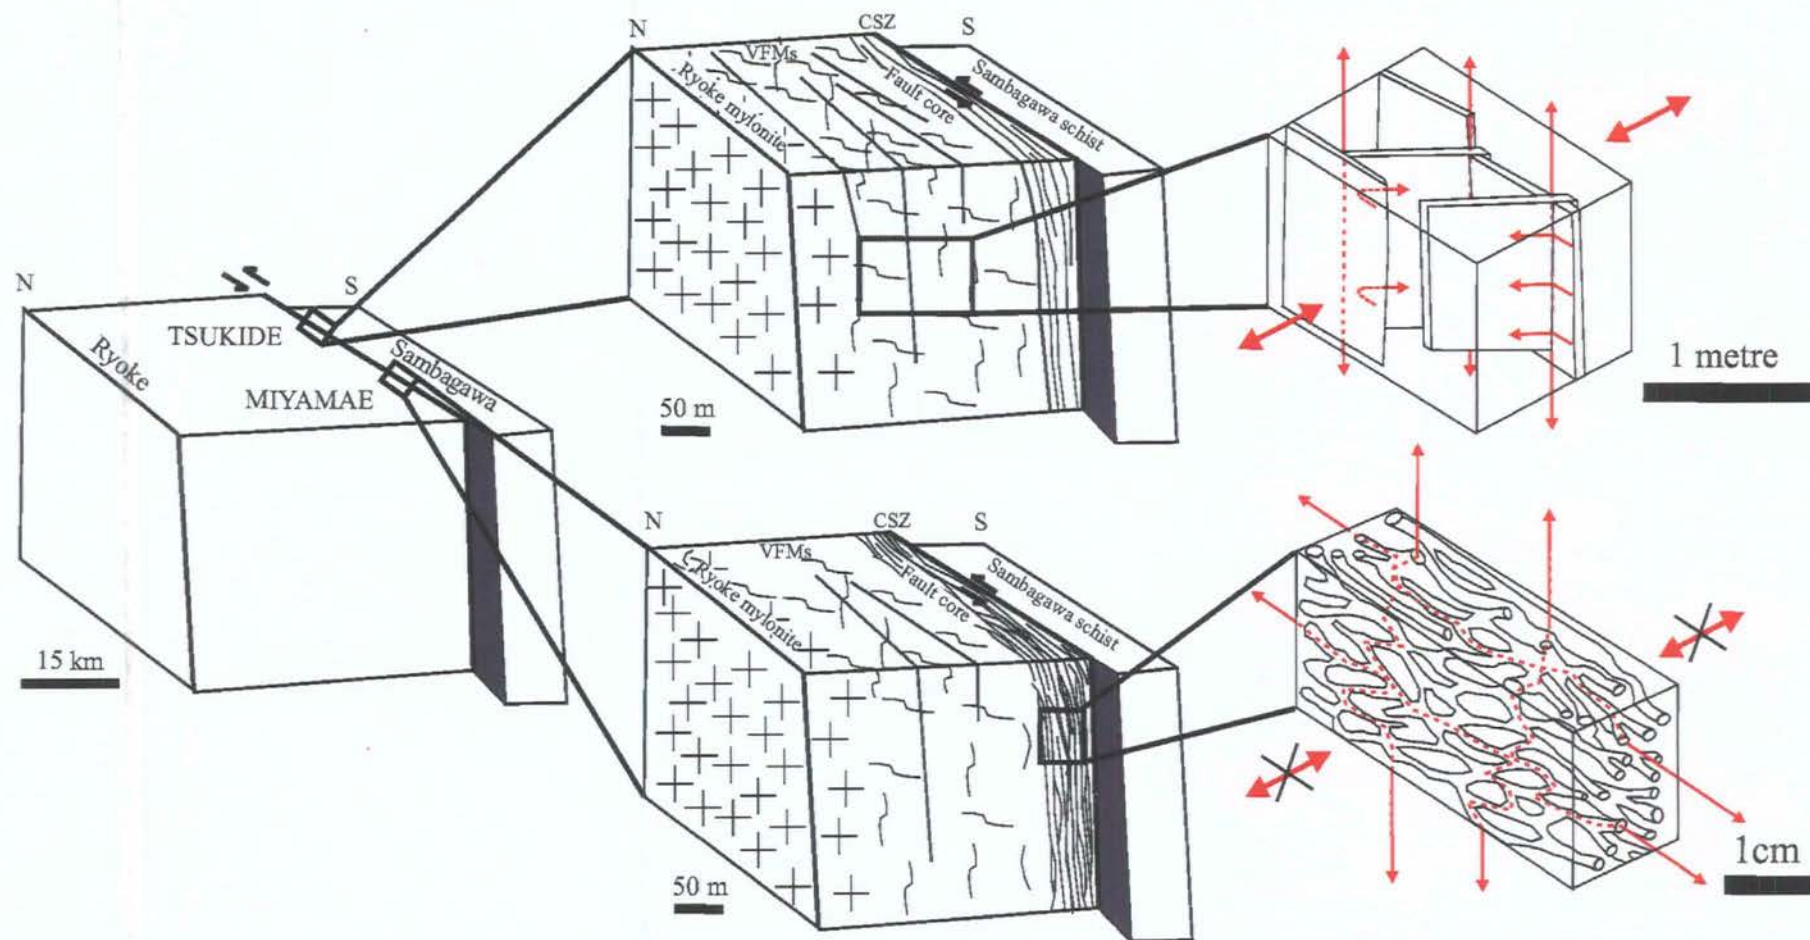 N
S
TSUKIDE
Ryoke
Sambagawa
MIYAMAE
15 km
N
CSZ
S
VFMs
Ryoke mylonite
Fault core
Sambagawa schist
50 m
1 metre
N
CSZ
S
VFMs
Ryoke mylonite
Fault core
Sambagawa schist
50 m
1cm